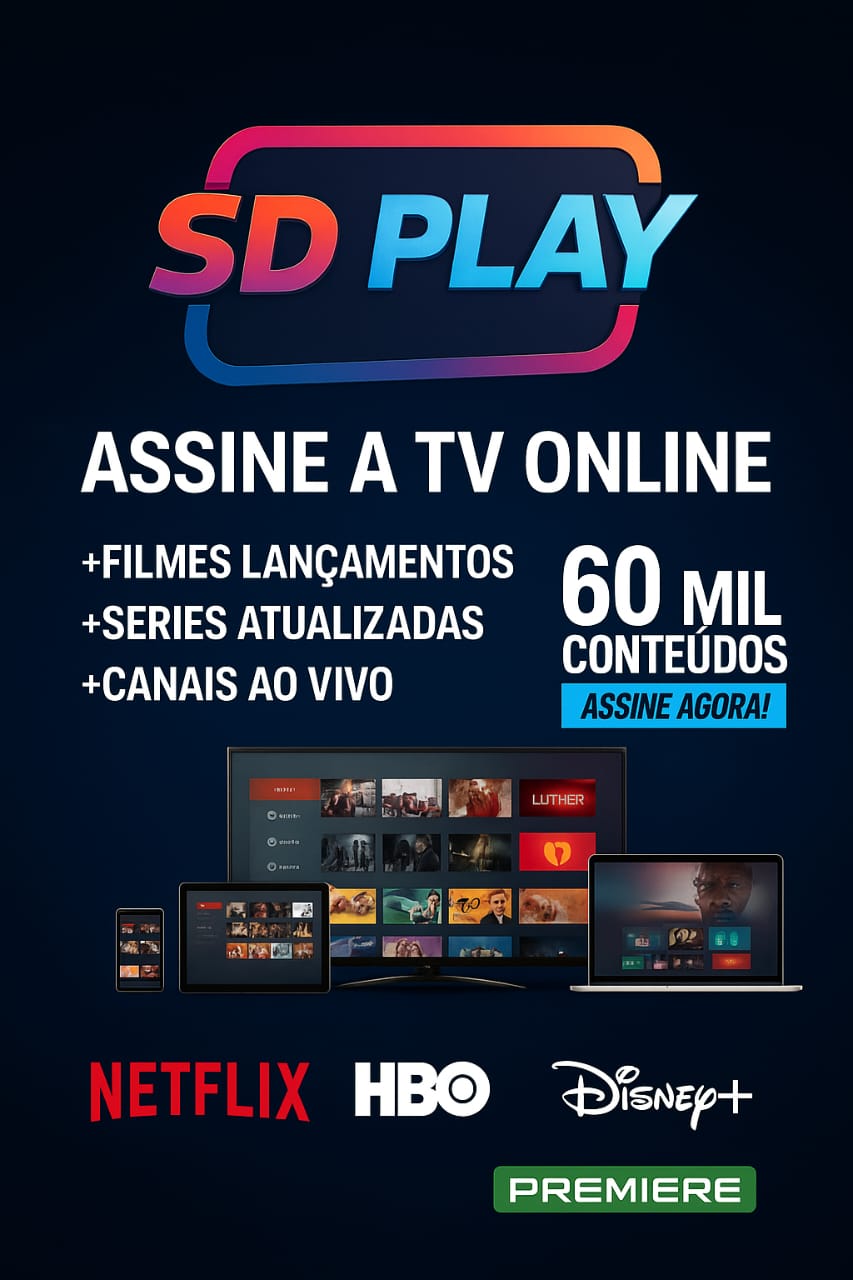 SD PLAY
ASSINE A TV ONLINE
+FILMES LANÇAMENTOS
+SERIES ATUALIZADAS
+CANAIS AO VIVO
60 MIL
CONTEÚDOS
ASSINE AGORA!
LUTHER
NETFLIX
HBO
Disney+
PREMIERE